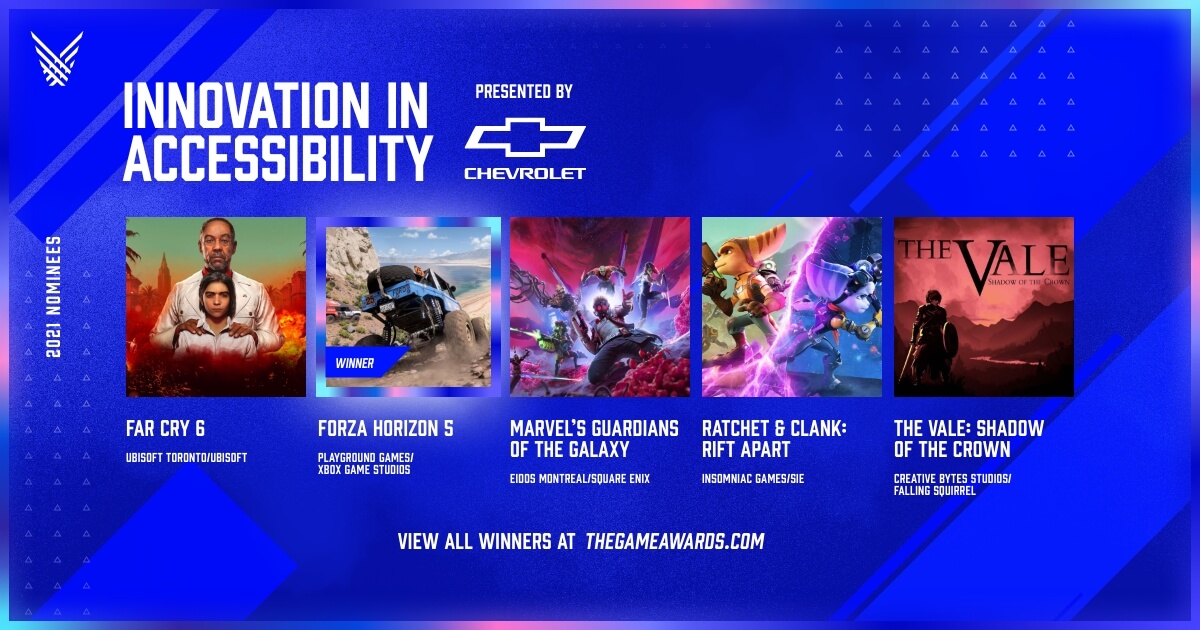 INNOVATION IN
ACCESSIBILITY
PRESENTED BY
CHEVROLET
2021 NOMINEES
WINNER
THE VALE
SHADOW OF THE CROWN
FAR CRY 6
UBISOFT TORONTO/UBISOFT
FORZA HORIZON 5
PLAYGROUND GAMES/
XBOX GAME STUDIOS
MARVEL'S GUARDIANS
OF THE GALAXY
EIDOS MONTREAL/SQUARE ENIX
RATCHET & CLANK:
RIFT APART
INSOMNIAC GAMES/SIE
THE VALE: SHADOW
OF THE CROWN
CREATIVE BYTES STUDIOS/
FALLING SQUIRREL
VIEW ALL WINNERS AT THEGAMEAWARDS.COM